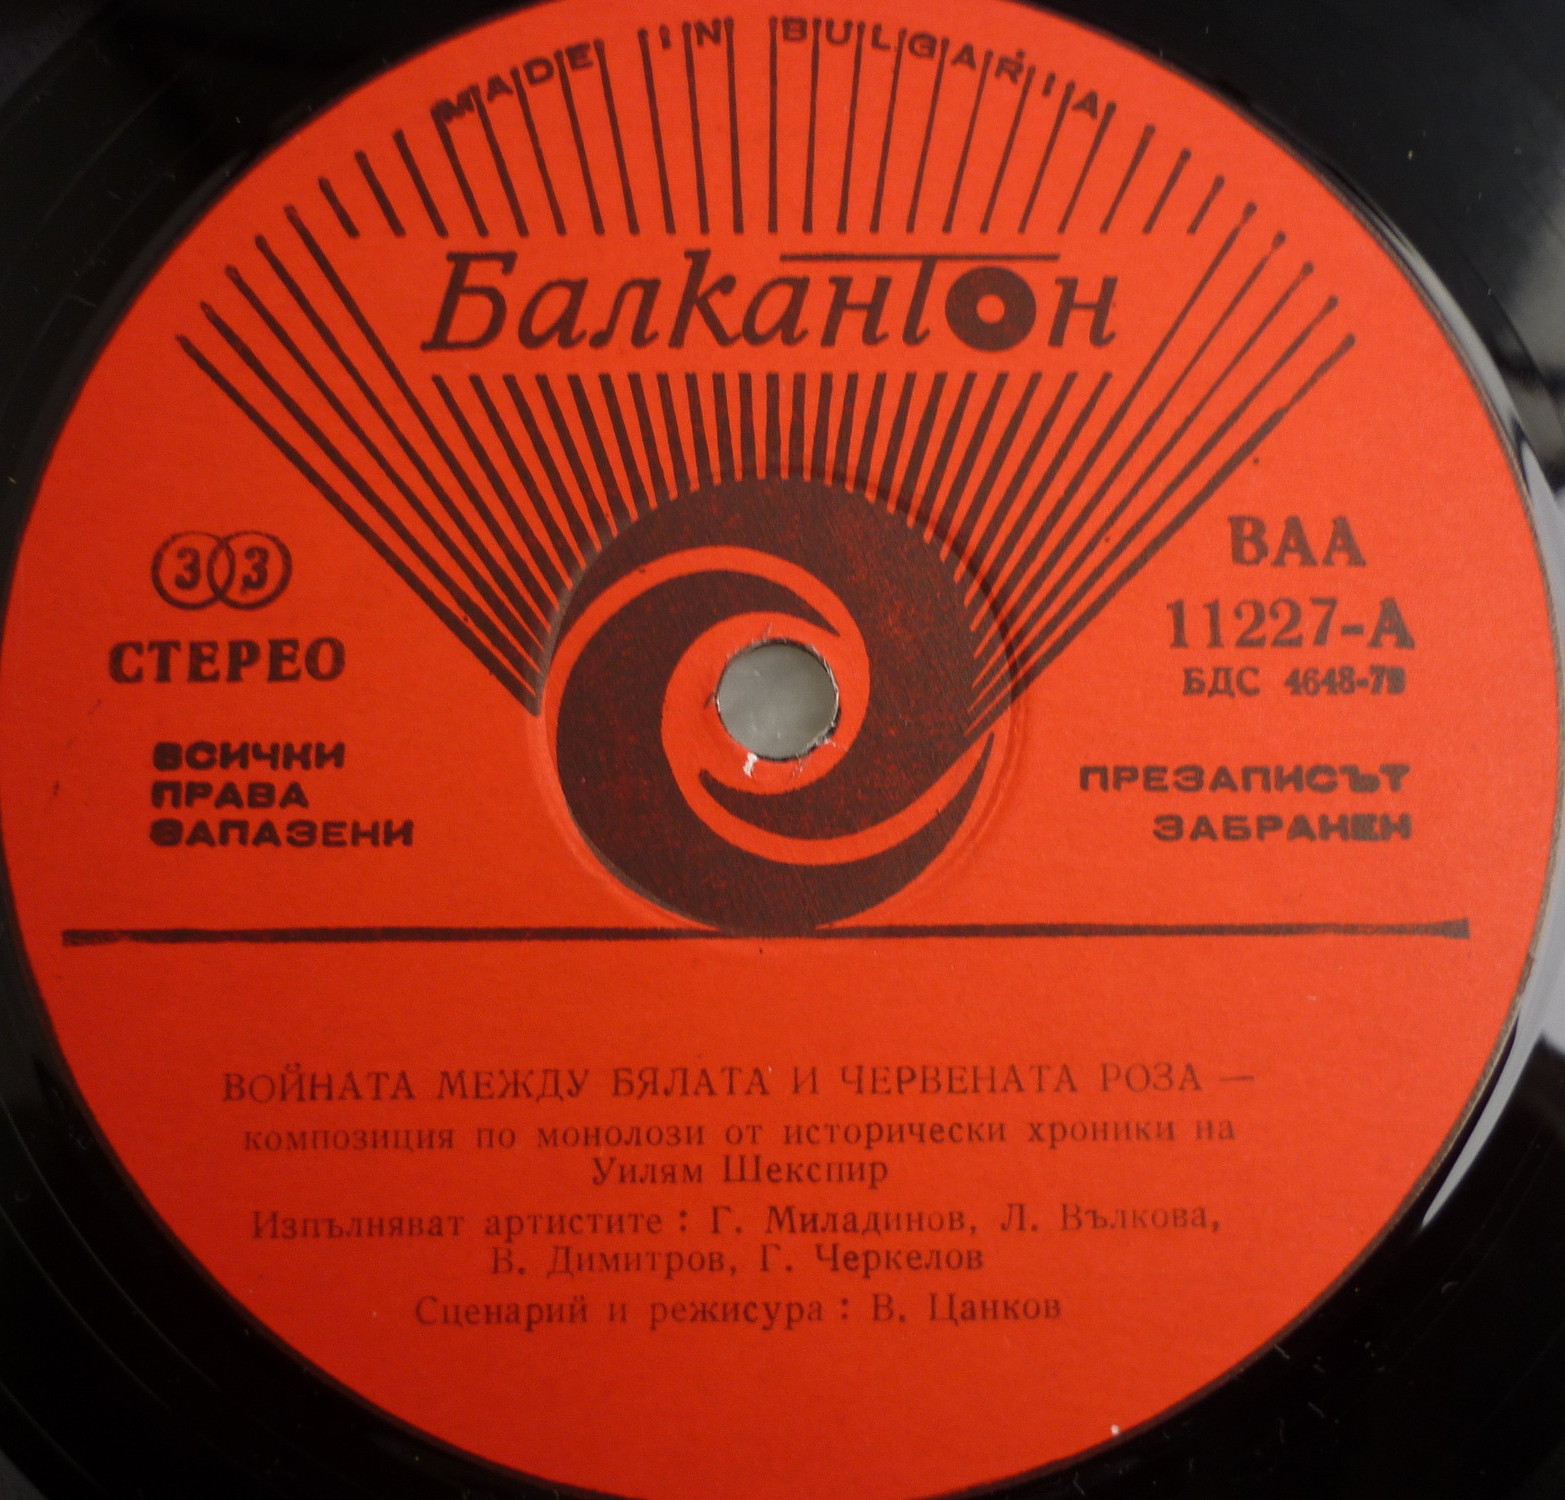 MADE IN BULGARIA
Балкантон
33
СТЕРЕО
ВСИЧКИ
ПРАВА
ЗАПАЗЕНИ
ВАА
11227-А
БДС 4648-73
ПРЕЗАПИСЪТ
ЗАБРАНЕН
ВОЙНАТА МЕЖДУ БЯЛАТА И ЧЕРВЕНАТА РОЗА —
композиция по монолози от исторически хроники на
Уилям Шекспир
Изпълняват артистите : Г. Миладинов, Л. Вълкова,
В. Димитров, Г. Черкелов
Сценарий и режисура : В. Цанков